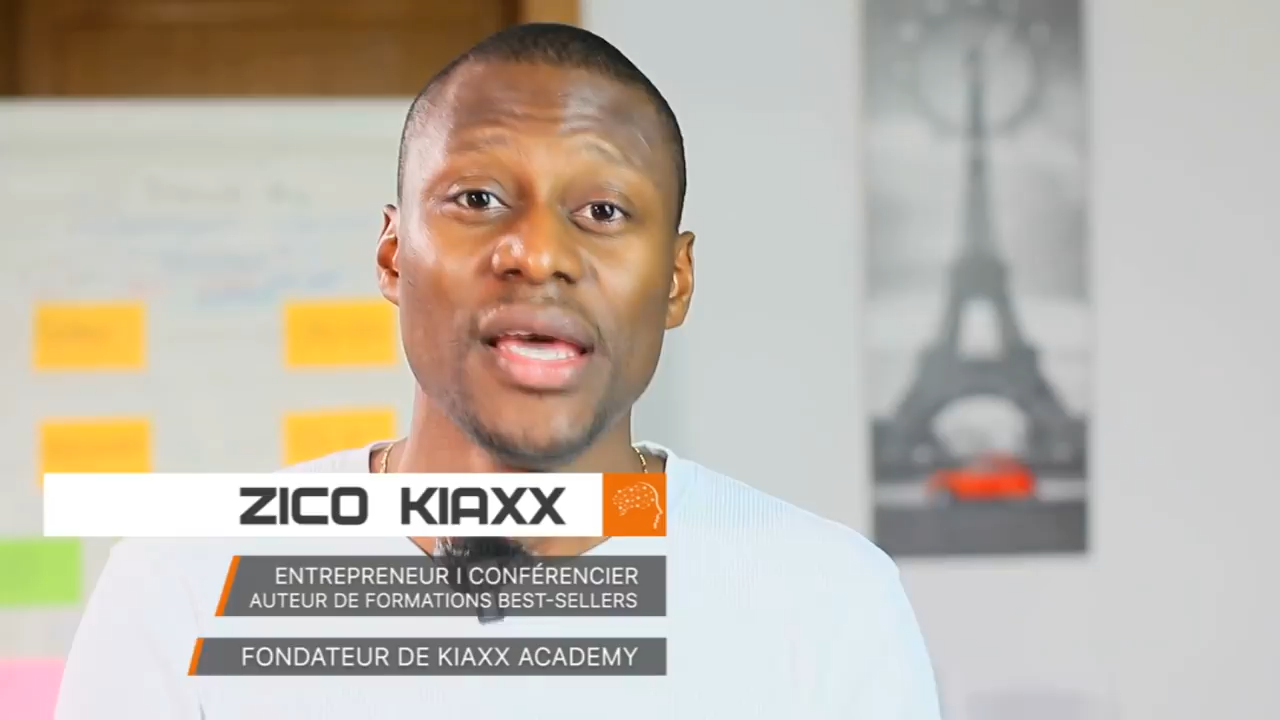 ZICO KIAXX
ENTREPRENEUR I CONFÉRENCIER
AUTEUR DE FORMATIONS BEST-SELLERS
FONDATEUR DE KIAXX ACADEMY